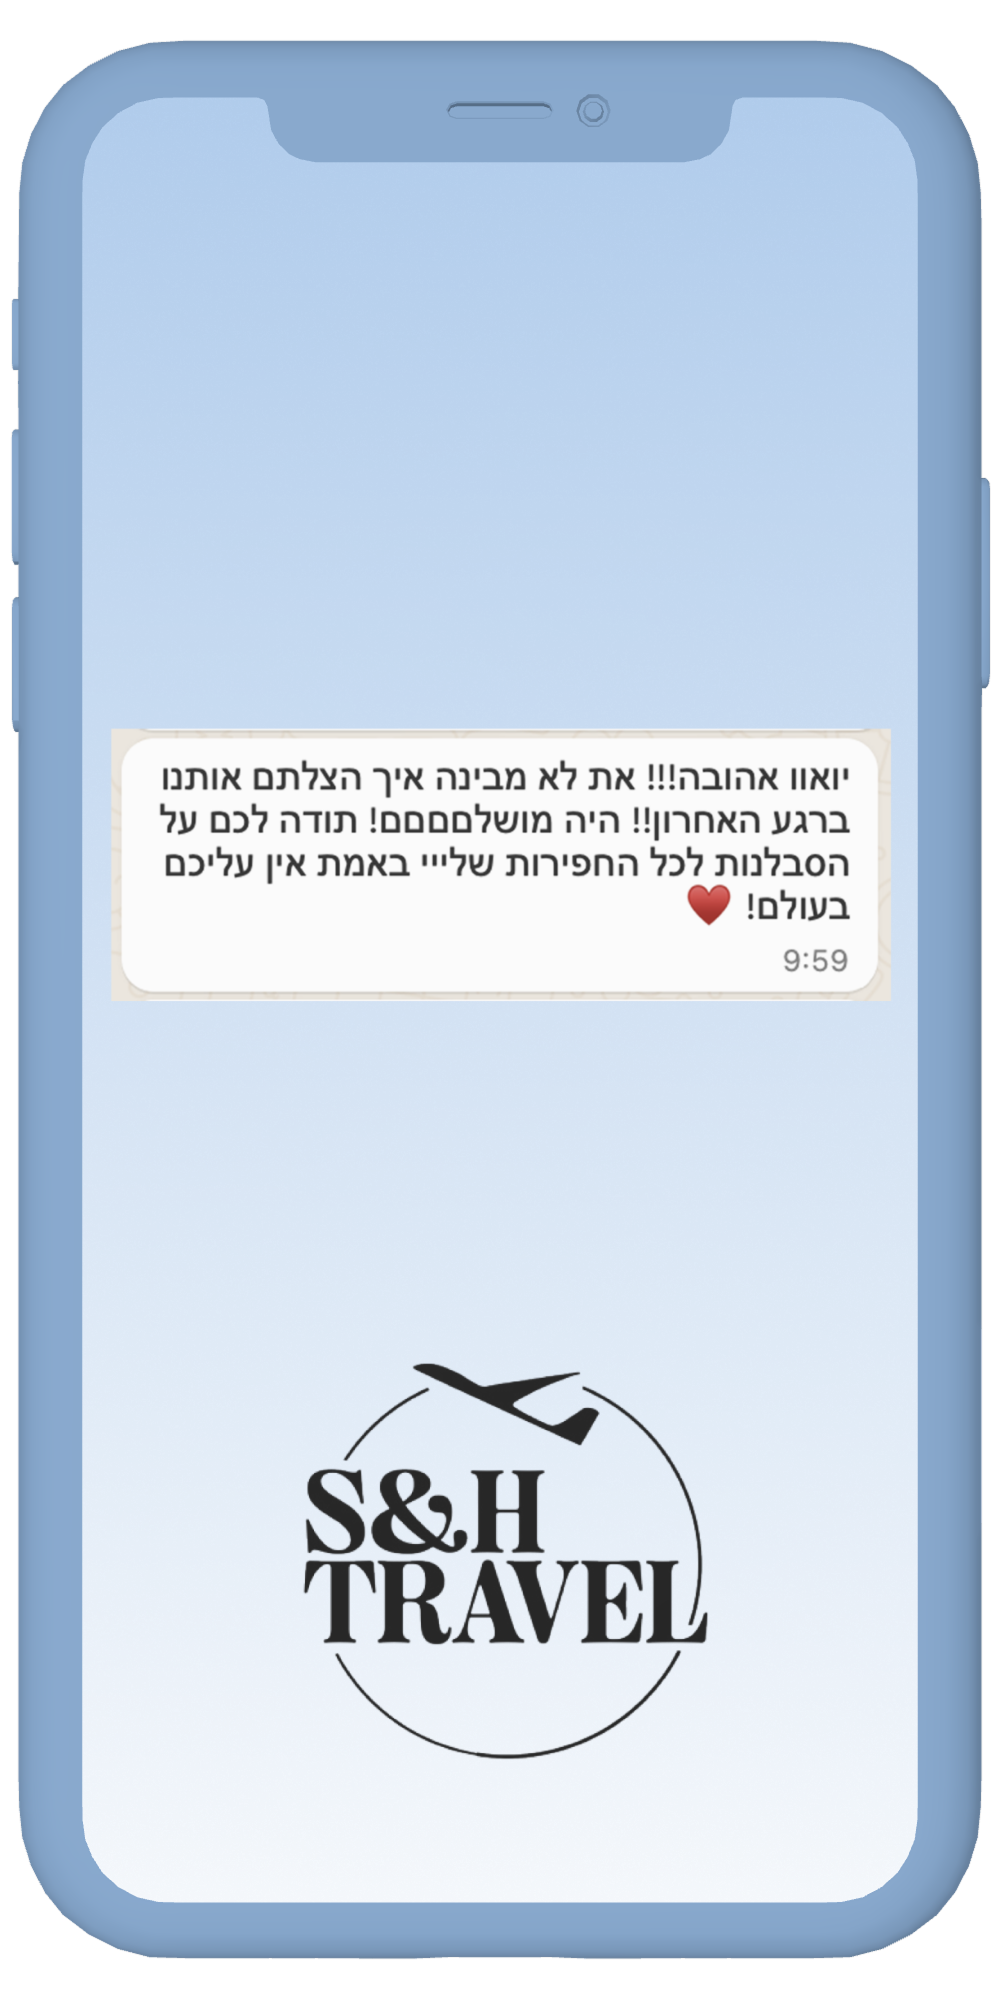 יואוו אהובה!!! את לא מבינה איך הצלתם אותנו
ברגע האחרון!! היה מושלםםםםם! תודה לכם על
הסבלנות לכל החפירות שלייי באמת אין עליכם
בעולם! ♥️
9:59
S&H
TRAVEL